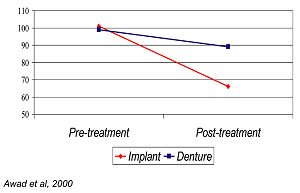 110
100
90
80
70
60
50
Pre-treatment Post-treatment
Implant Denture
Awad et al, 2000